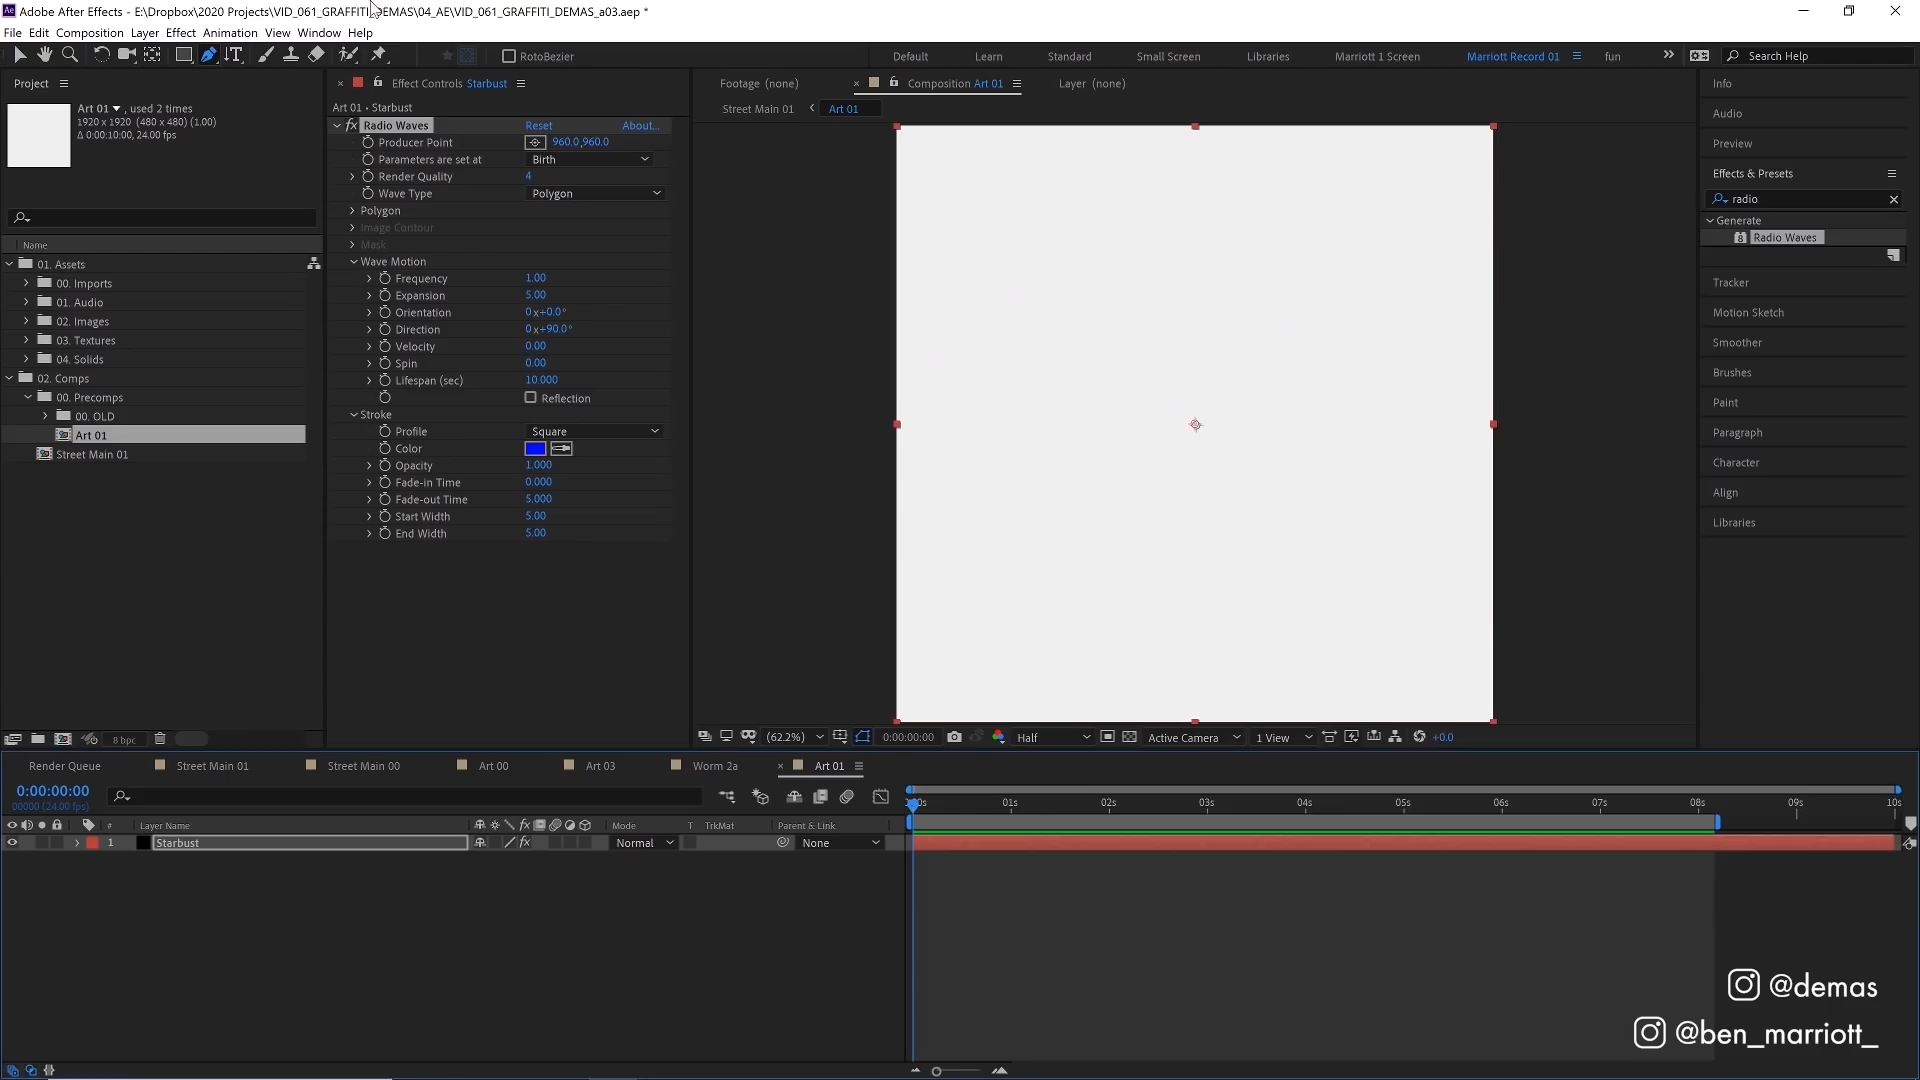 Adobe After Effects - E:\Dropbox\2020 Projects\VID_061_GRAFFITI_DEMAS\04_AE\VID_061_GRAFFITI_DEMAS_a03.aep *
File Edit Composition Layer Effect Animation View Window Help
RotoBezier
Default Learn Standard Small Screen Libraries Marriott 1 Screen Marriott Record 01 fun Search Help
Project
Art 01 , used 2 times
1920 x 1920 (480 x 480) (1.00)
Δ 0:00:10:00, 24.00 fps
Name
01. Assets
00. Imports
01. Audio
02. Images
03. Textures
04. Solids
02. Comps
00. Precomps
00. OLD
Art 01
Street Main 01
8 bpc
Effect Controls Starbust
Art 01 • Starbust
fx Radio Waves Reset About...
Producer Point 960.0,960.0
Parameters are set at Birth
Render Quality 4
Wave Type Polygon
Polygon
Image Contour
Mask
Wave Motion
Frequency 1.00
Expansion 5.00
Orientation 0x+0.0°
Direction 0x+90.0°
Velocity 0.00
Spin 0.00
Lifespan (sec) 10.000
Reflection
Stroke
Profile Square
Color
Opacity 1.000
Fade-in Time 0.000
Fade-out Time 5.000
Start Width 5.00
End Width 5.00
Footage (none) Composition Art 01 Layer (none)
Street Main 01 Art 01
(62.2%) 0:00:00:00 Half Active Camera 1 View +0.0
Info
Audio
Preview
Effects & Presets
radio
Generate
Radio Waves
Tracker
Motion Sketch
Smoother
Brushes
Paint
Paragraph
Character
Align
Libraries
Render Queue Street Main 01 Street Main 00 Art 00 Art 03 Worm 2a Art 01
0:00:00:00
00000 (24.00 fps)
01s 02s 03s 04s 05s 06s 07s 08s 09s 10s
# Layer Name fx Mode T TrkMat Parent & Link
1 Starbust fx Normal None
@demas
@ben_marriott_